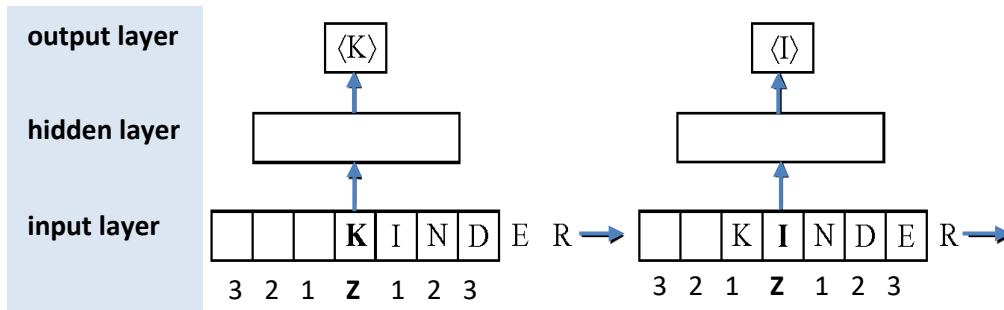 output layer ⟨K⟩ ⟨I⟩
hidden layer
input layer K I N D E R K I N D E R
3 2 1 Z 1 2 3 3 2 1 Z 1 2 3